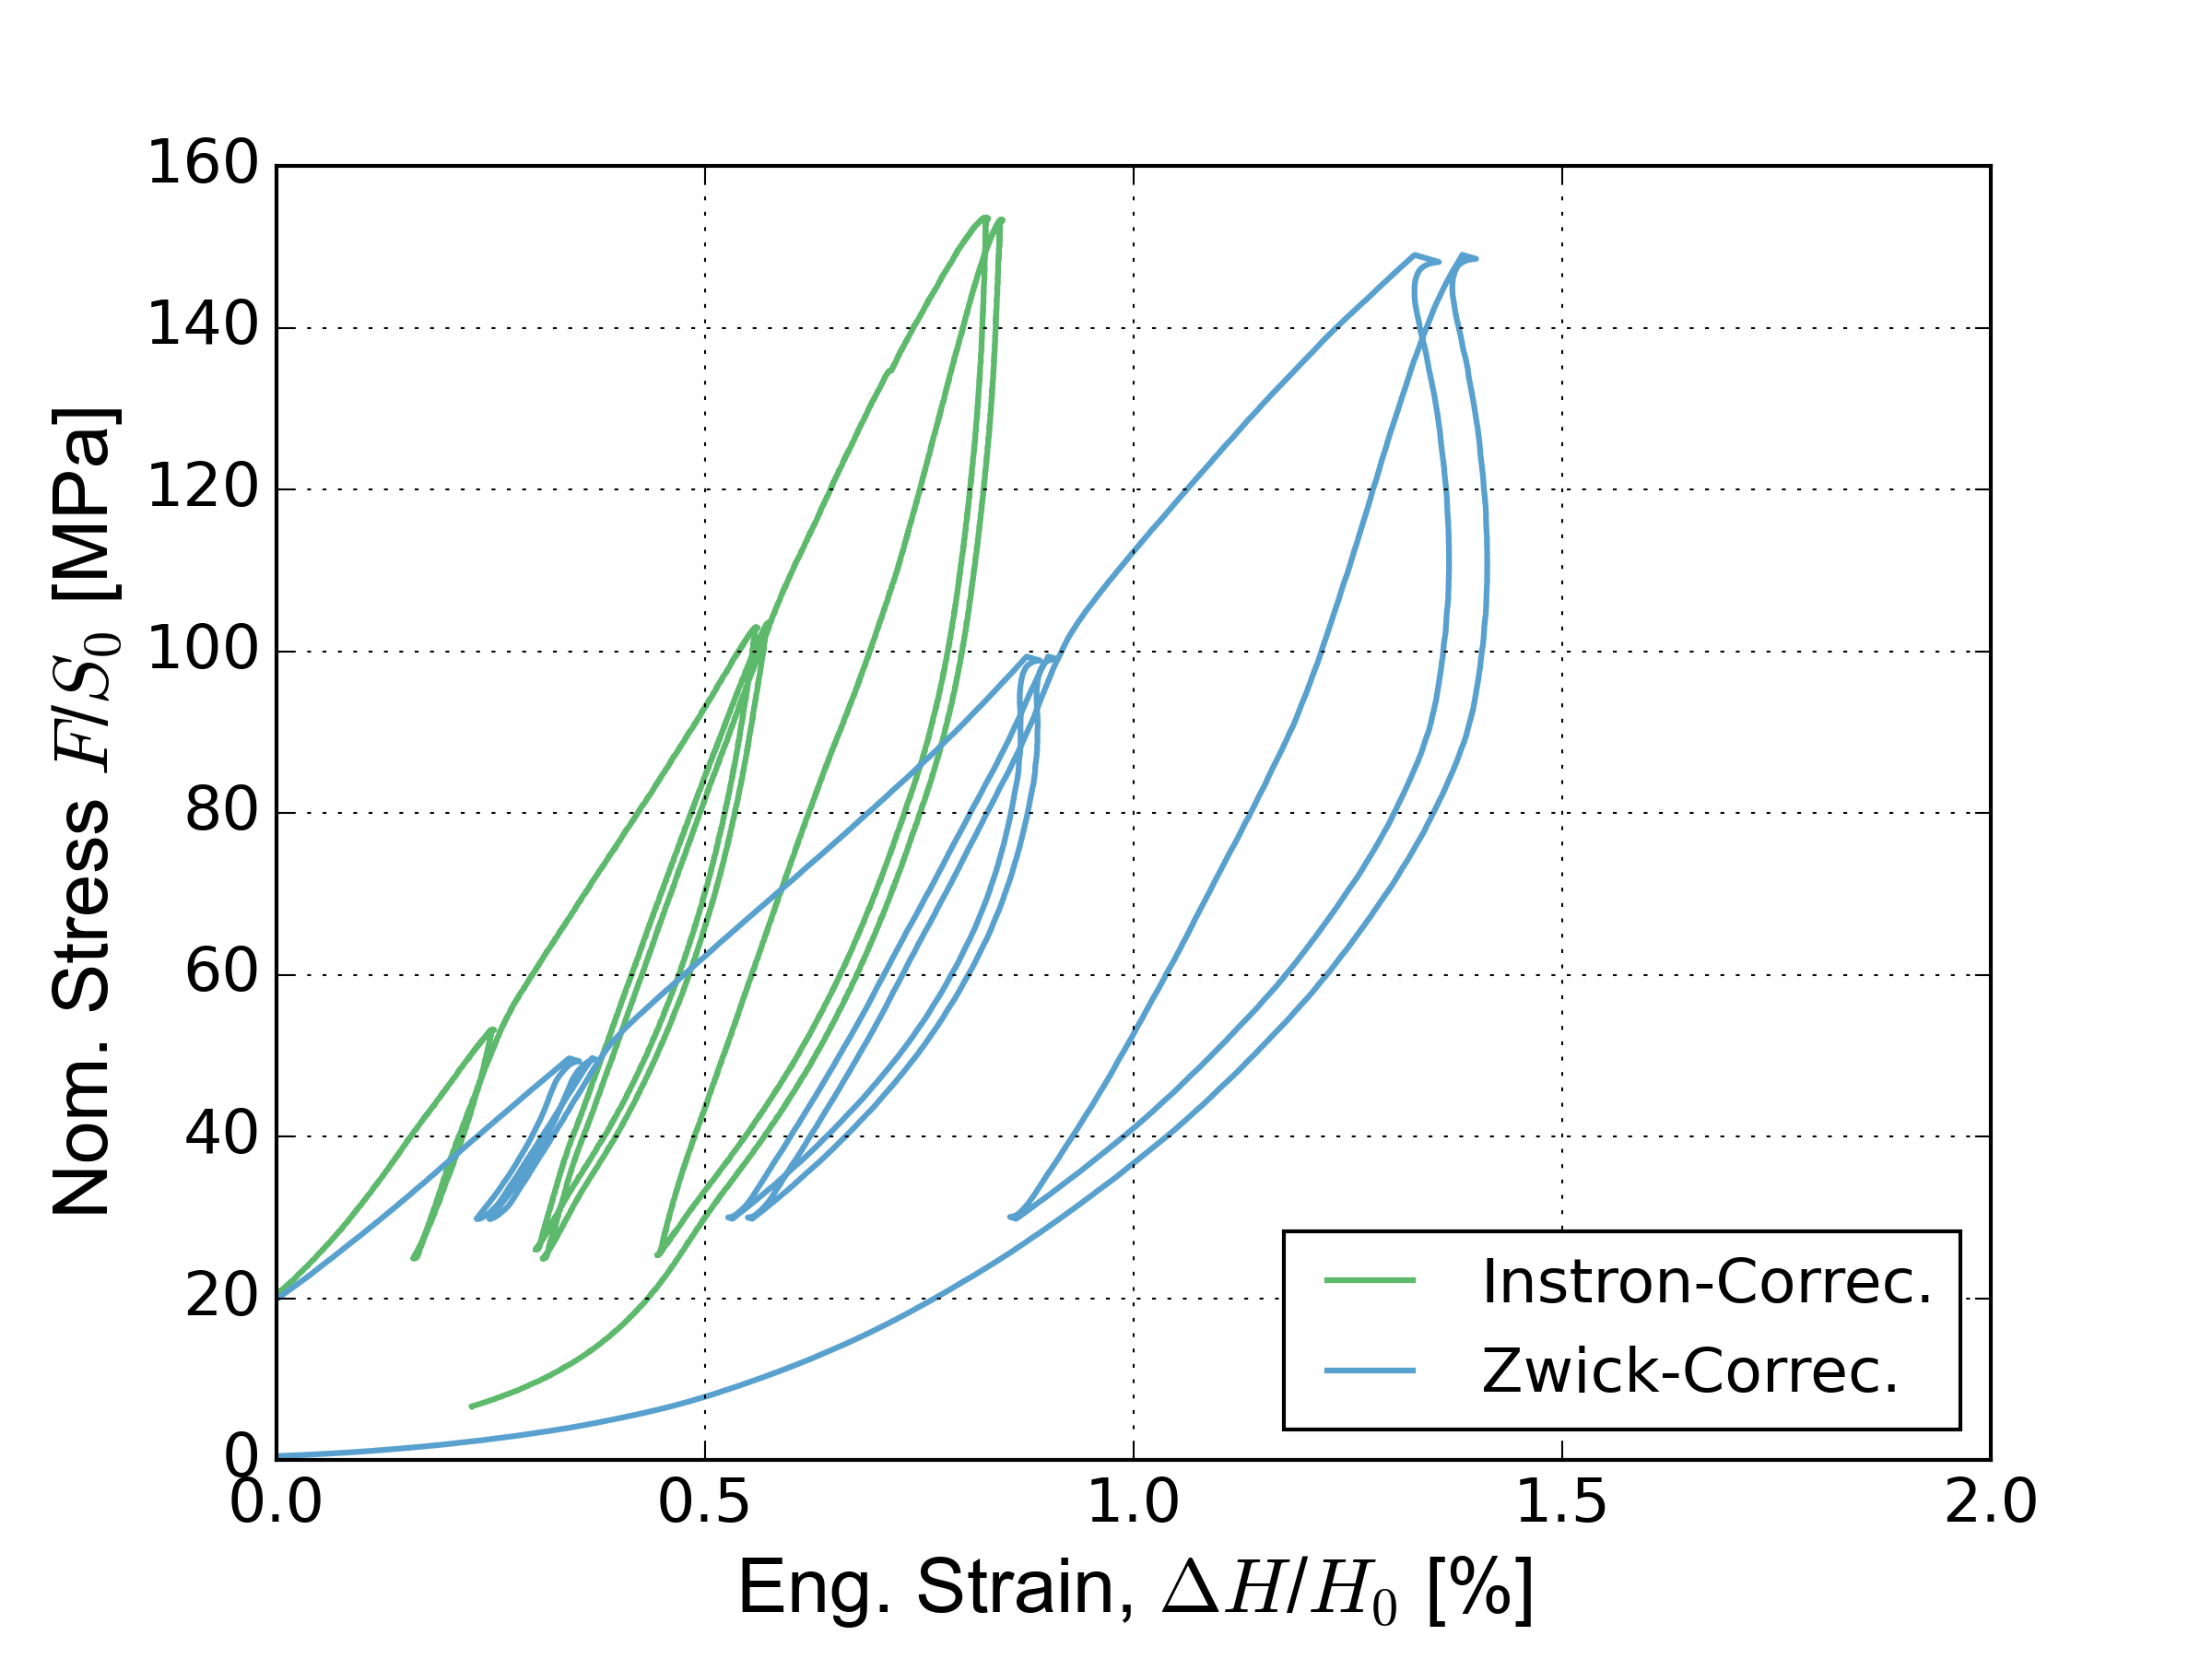 Nom. Stress F/S₀ [MPa]
160
140
120
100
80
60
40
20
0
0.0 0.5 1.0 1.5 2.0
Eng. Strain, ΔH/H₀ [%]
Instron-Correc.
Zwick-Correc.